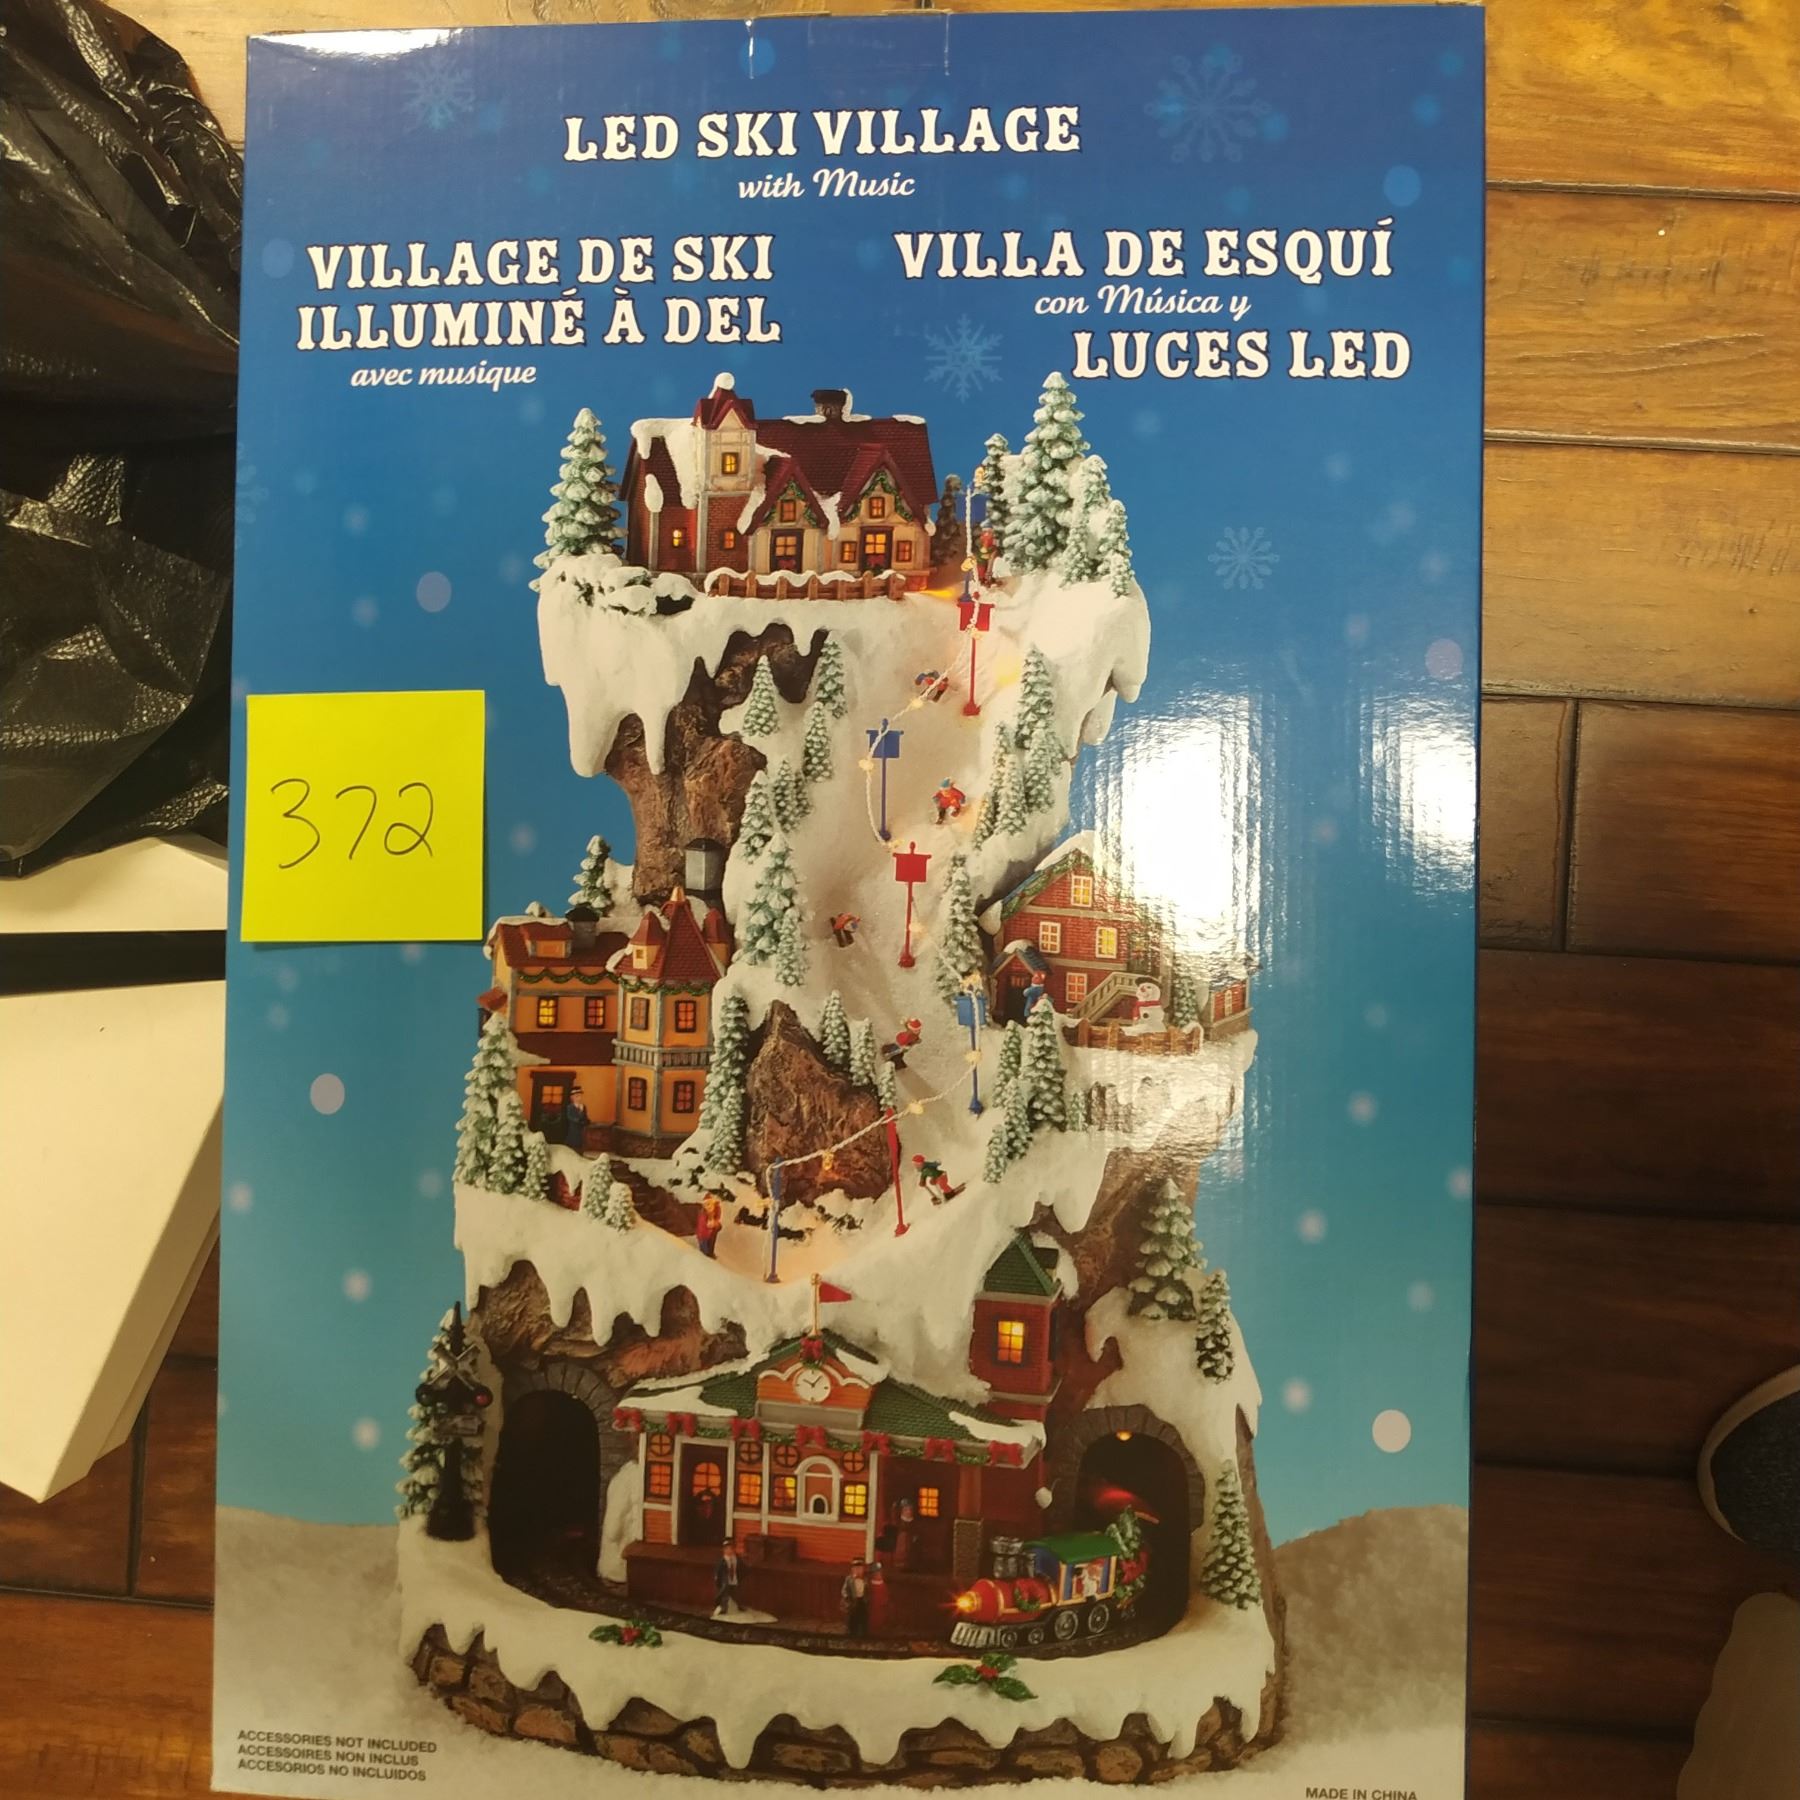 LED SKI VILLAGE
with Music
VILLAGE DE SKI
ILLUMINÉ À DEL
avec musique
VILLA DE ESQUÍ
con Música y
LUCES LED
372
ACCESSORIES NOT INCLUDED
ACCESSOIRES NON INCLUS
ACCESORIOS NO INCLUIDOS
MADE IN CHINA